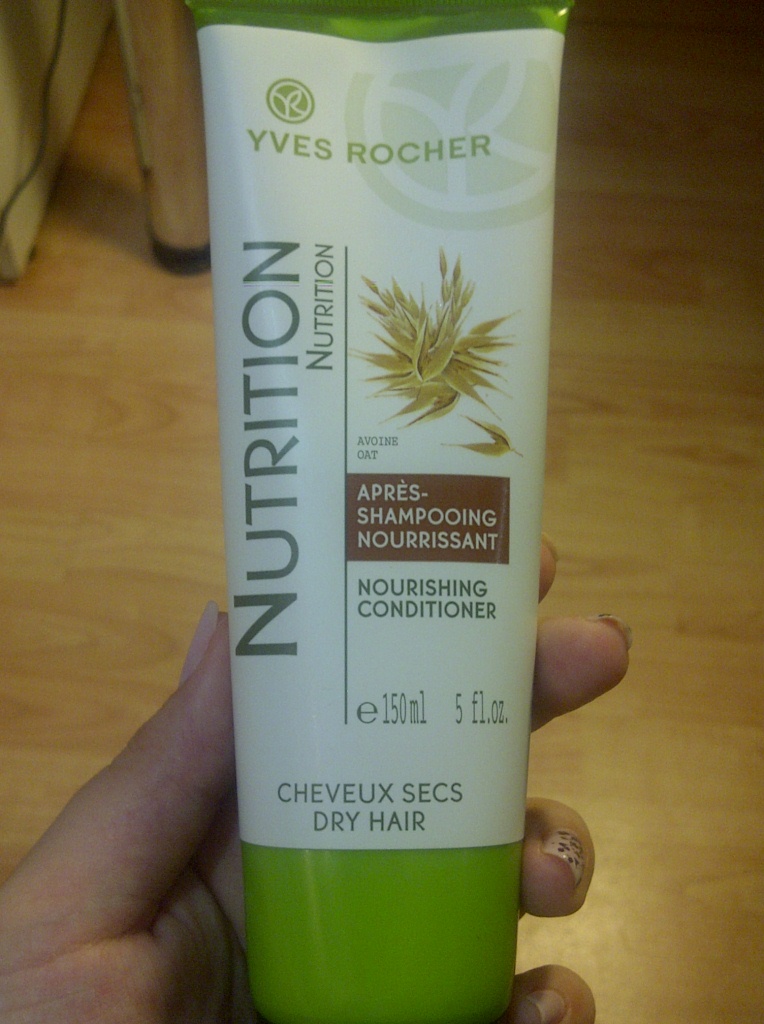 YVES ROCHER
NUTRITION
NUTRITION
AVOINE
OAT
APRÈS-
SHAMPOOING
NOURRISSANT
NOURISHING
CONDITIONER
℮150ml 5 fl.oz.
CHEVEUX SECS
DRY HAIR